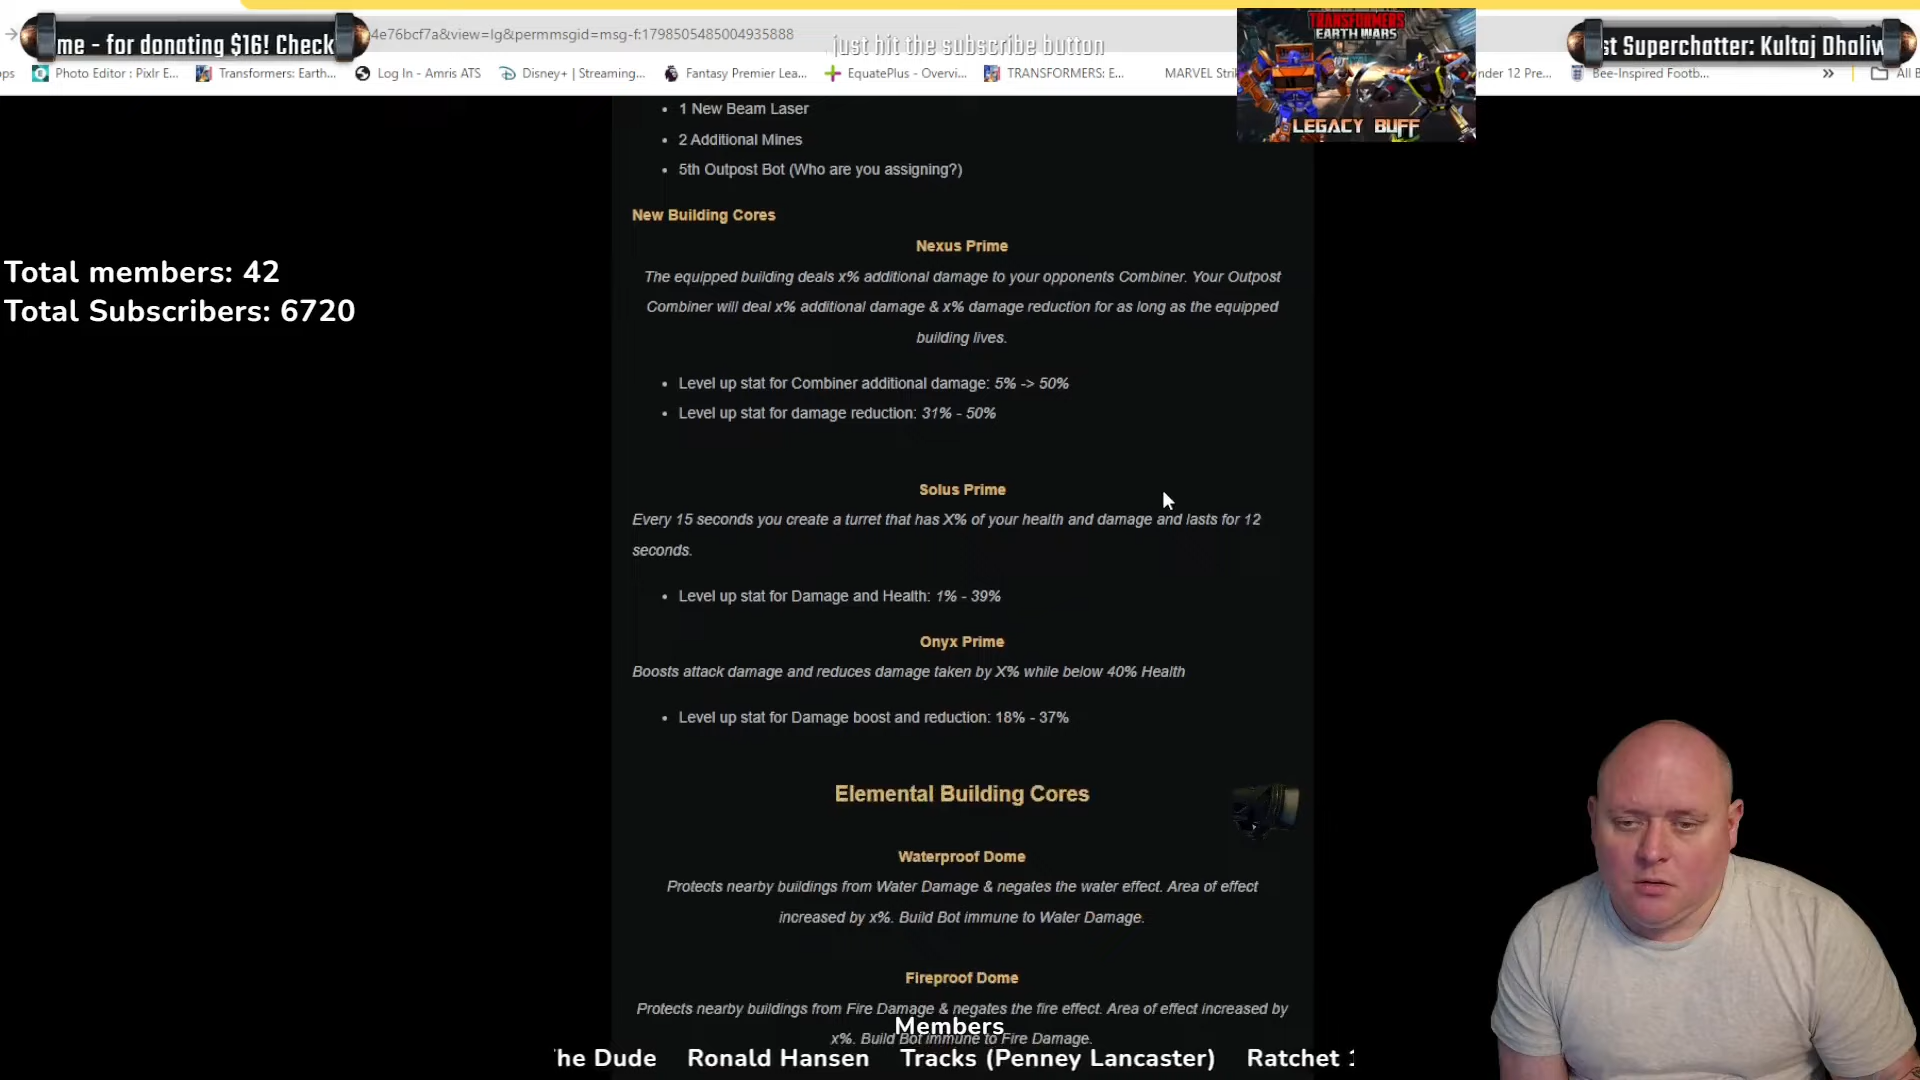 me - for donating $16! Check
4e76bcf7a&view=lg&permmsgid=msg-f:1798505485004935888
just hit the subscribe button
TRANSFORMERS
EARTH WARS
LEGACY BUFF
st Superchatter: Kultaj Dhaliw
ps
Photo Editor : Pixlr E...
Transformers: Earth...
Log In - Amris ATS
Disney+ | Streaming...
Fantasy Premier Lea...
EquatePlus - Overvi...
TRANSFORMERS: E...
MARVEL Strik
nder 12 Pre...
Bee-Inspired Footb...
»
All B
• 1 New Beam Laser
• 2 Additional Mines
• 5th Outpost Bot (Who are you assigning?)
New Building Cores
Nexus Prime
Total members: 42
Total Subscribers: 6720
The equipped building deals x% additional damage to your opponents Combiner. Your Outpost
Combiner will deal x% additional damage & x% damage reduction for as long as the equipped
building lives.
• Level up stat for Combiner additional damage: 5% -> 50%
• Level up stat for damage reduction: 31% - 50%
Solus Prime
Every 15 seconds you create a turret that has X% of your health and damage and lasts for 12
seconds.
• Level up stat for Damage and Health: 1% - 39%
Onyx Prime
Boosts attack damage and reduces damage taken by X% while below 40% Health
• Level up stat for Damage boost and reduction: 18% - 37%
Elemental Building Cores
Waterproof Dome
Protects nearby buildings from Water Damage & negates the water effect. Area of effect
increased by x%. Build Bot immune to Water Damage.
Fireproof Dome
Protects nearby buildings from Fire Damage & negates the fire effect. Area of effect increased by
x%. Build Bot immune to Fire Damage.
Members
he Dude Ronald Hansen Tracks (Penney Lancaster) Ratchet 1